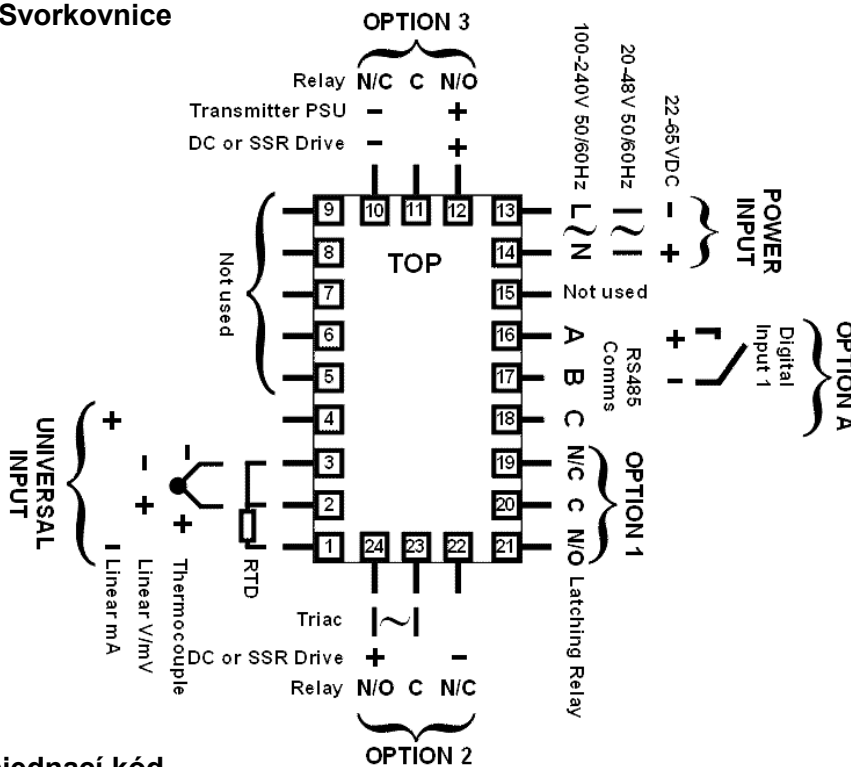 Svorkovnice
OPTION 3
Relay N/C C N/O
Transmitter PSU − +
DC or SSR Drive − +
100-240V 50/60Hz
20-48V 50/60Hz
22-65VDC
POWER
INPUT
L ~ N
~
− +
9 10 11 12 13
8 TOP 14
7 15 Not used
6 16 A
5 17 B
4 18 C
3 19 N/C
2 20 C
1 24 23 22 21 N/O
Not used
RS485
Comms
+ −
Digital
Input 1
OPTION A
OPTION 1
Latching Relay
UNIVERSAL
INPUT
+ − Linear mA
− + Linear V/mV
− + Thermocouple
RTD
Triac ~
DC or SSR Drive + −
Relay N/O C N/C
OPTION 2
jednací kód